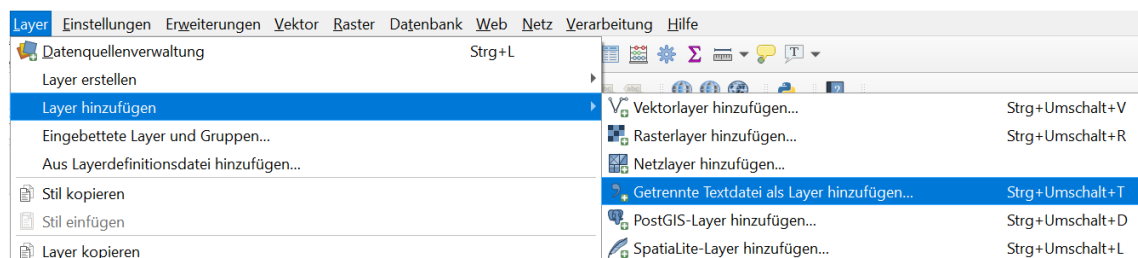 Layer Einstellungen Erweiterungen Vektor Raster Datenbank Web Netz Verarbeitung Hilfe
Datenquellenverwaltung Strg+L
Layer erstellen
Layer hinzufügen
Eingebettete Layer und Gruppen...
Aus Layerdefinitionsdatei hinzufügen...
Stil kopieren
Stil einfügen
Layer kopieren
Vektorlayer hinzufügen... Strg+Umschalt+V
Rasterlayer hinzufügen... Strg+Umschalt+R
Netzlayer hinzufügen...
Getrennte Textdatei als Layer hinzufügen... Strg+Umschalt+T
PostGIS-Layer hinzufügen... Strg+Umschalt+D
SpatiaLite-Layer hinzufügen... Strg+Umschalt+L